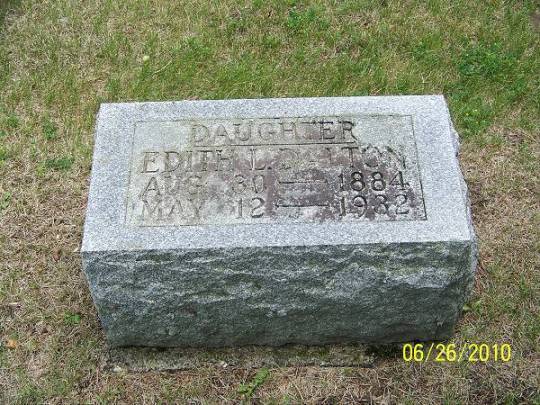 DAUGHTER
EDITH L. DALTON
AUG. 30 — 1884
MAY 12 — 1932
06/26/2010